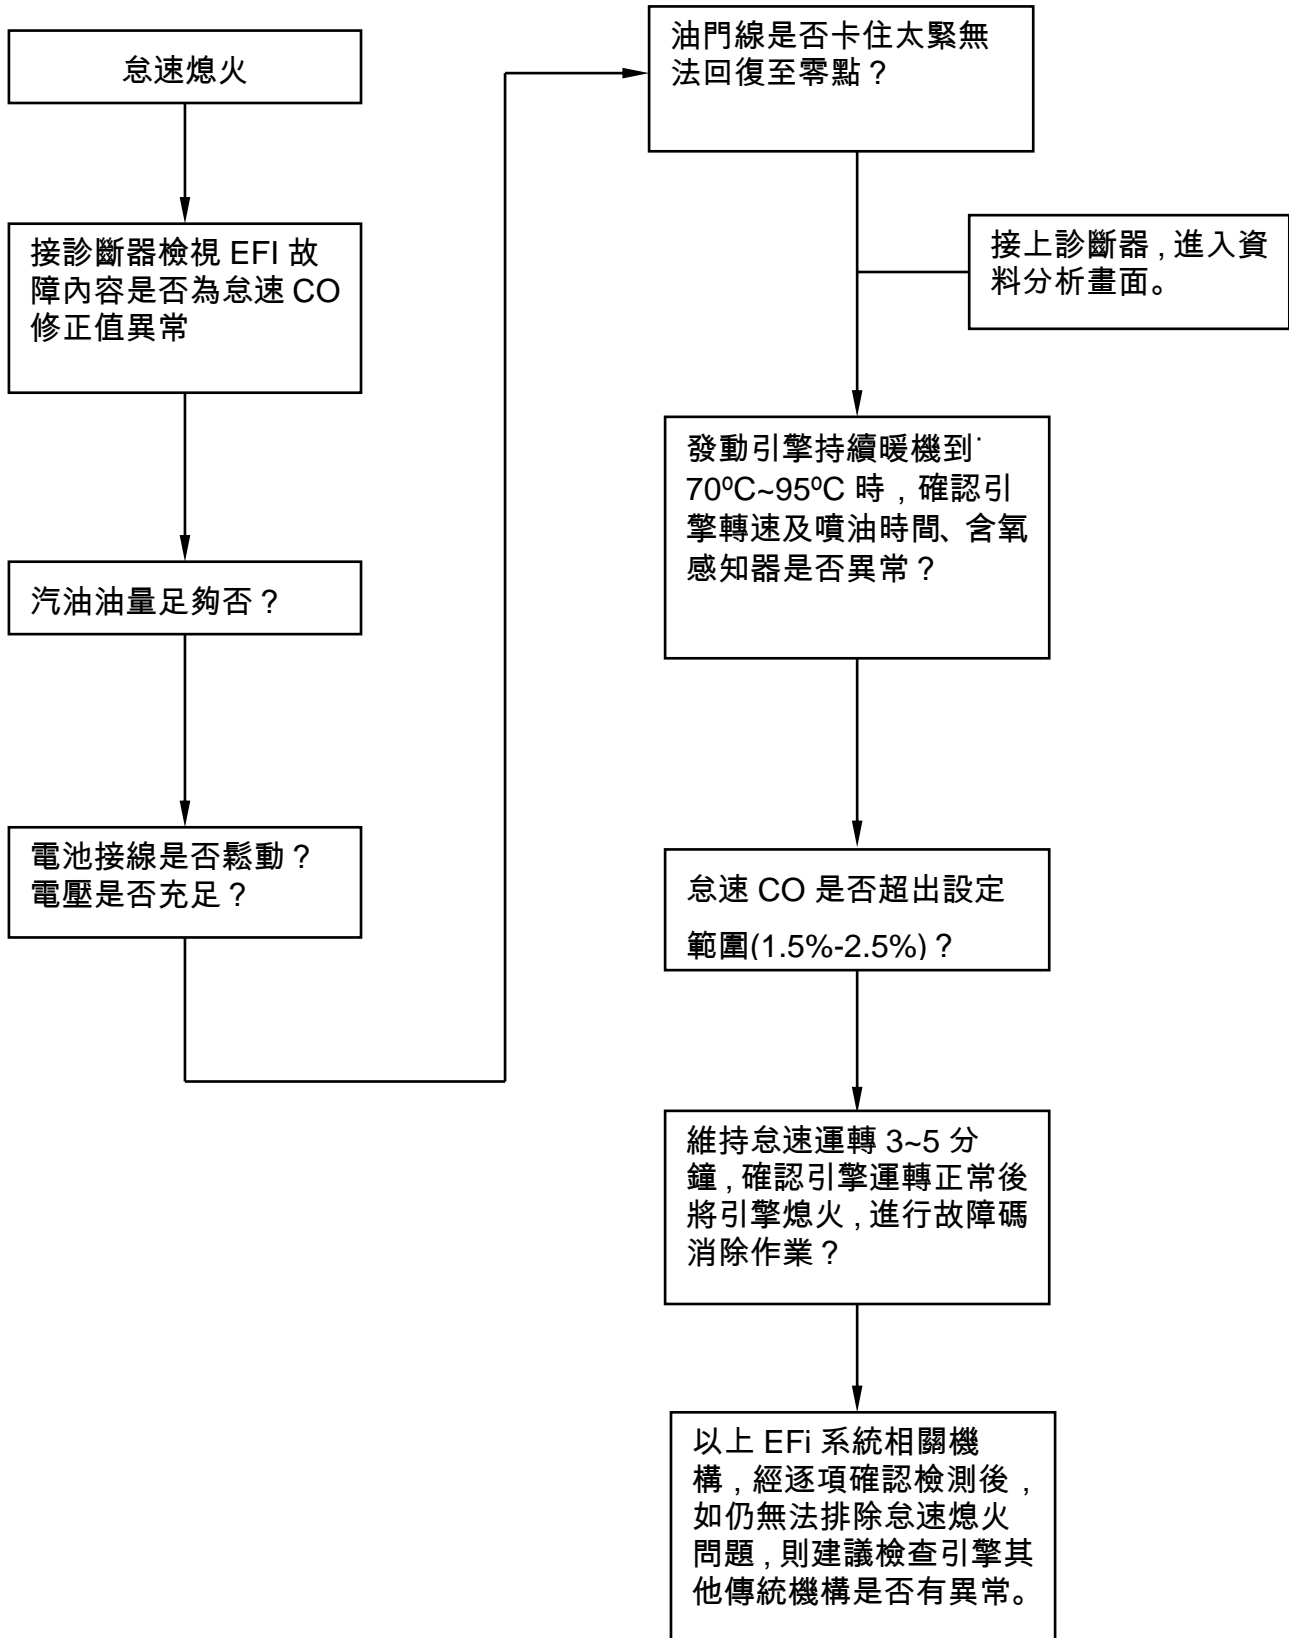 怠速熄火
接診斷器檢視 EFI 故
障內容是否為怠速 CO
修正值異常
汽油油量足夠否？
電池接線是否鬆動？
電壓是否充足？
油門線是否卡住太緊無
法回復至零點？
接上診斷器，進入資
料分析畫面。
發動引擎持續暖機到˙
70ºC~95ºC 時，確認引
擎轉速及噴油時間、含氧
感知器是否異常？
怠速 CO 是否超出設定
範圍(1.5%-2.5%)？
維持怠速運轉 3~5 分
鐘，確認引擎運轉正常後
將引擎熄火，進行故障碼
消除作業？
以上 EFi 系統相關機
構，經逐項確認檢測後，
如仍無法排除怠速熄火
問題，則建議檢查引擎其
他傳統機構是否有異常。